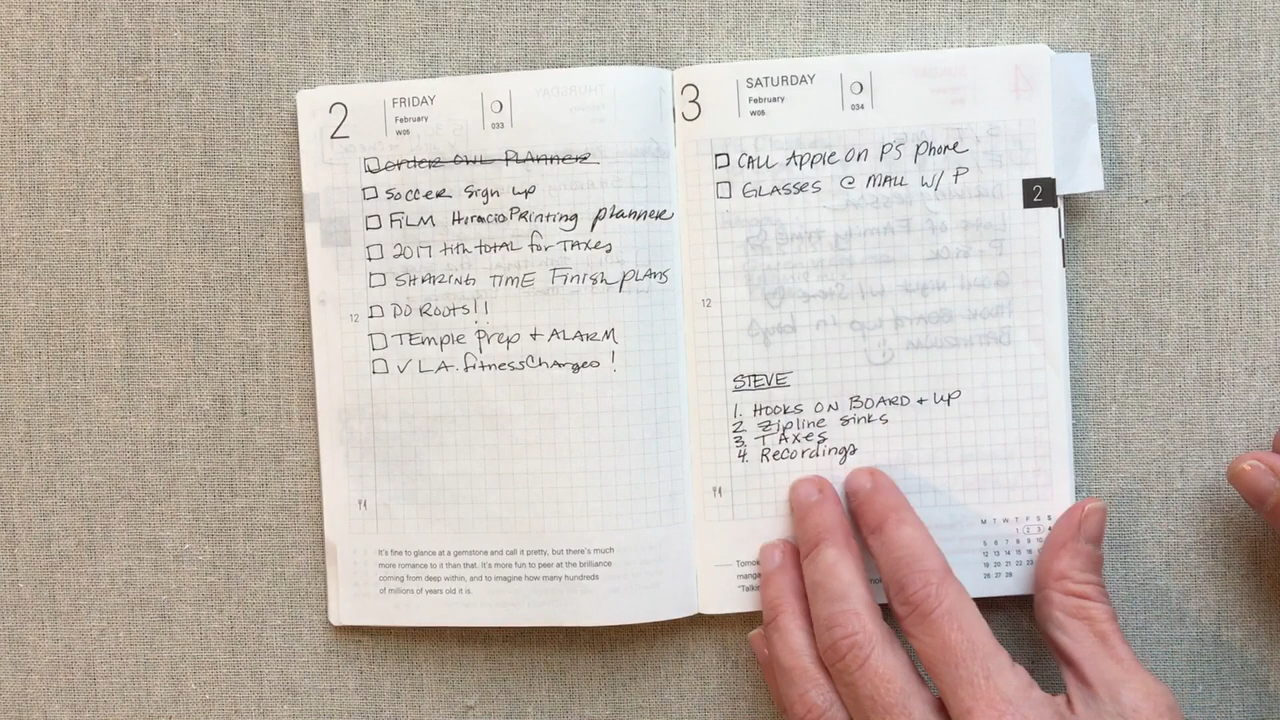 2
FRIDAY
February
W05
033
order OWL PLANNER
Soccer Sign up
FILM Horacio Printing planner
2017 tith TOTAL for TAXes
SHARING TIME Finish plans
DO ROOTS!!
12
TEmple prep + ALARM
✓ L.A. fitness Charges !
It's fine to glance at a gemstone and call it pretty, but there's much
more romance to it than that. It's more fun to peer at the brilliance
coming from deep within, and to imagine how many hundreds
of millions of years old it is.
3
SATURDAY
February
W05
034
CALL Apple On PS phone
GLASSES @ MALL W/ P
2
12
STEVE
1. HOOKS ON BOARD + up
2. Zipline sinks
3. TAxes
4. Recordings
M T W T F S S
1 2 3 4
5 6 7 8 9 10
12 13 14 15 16
19 20 21 22 23
26 27 28